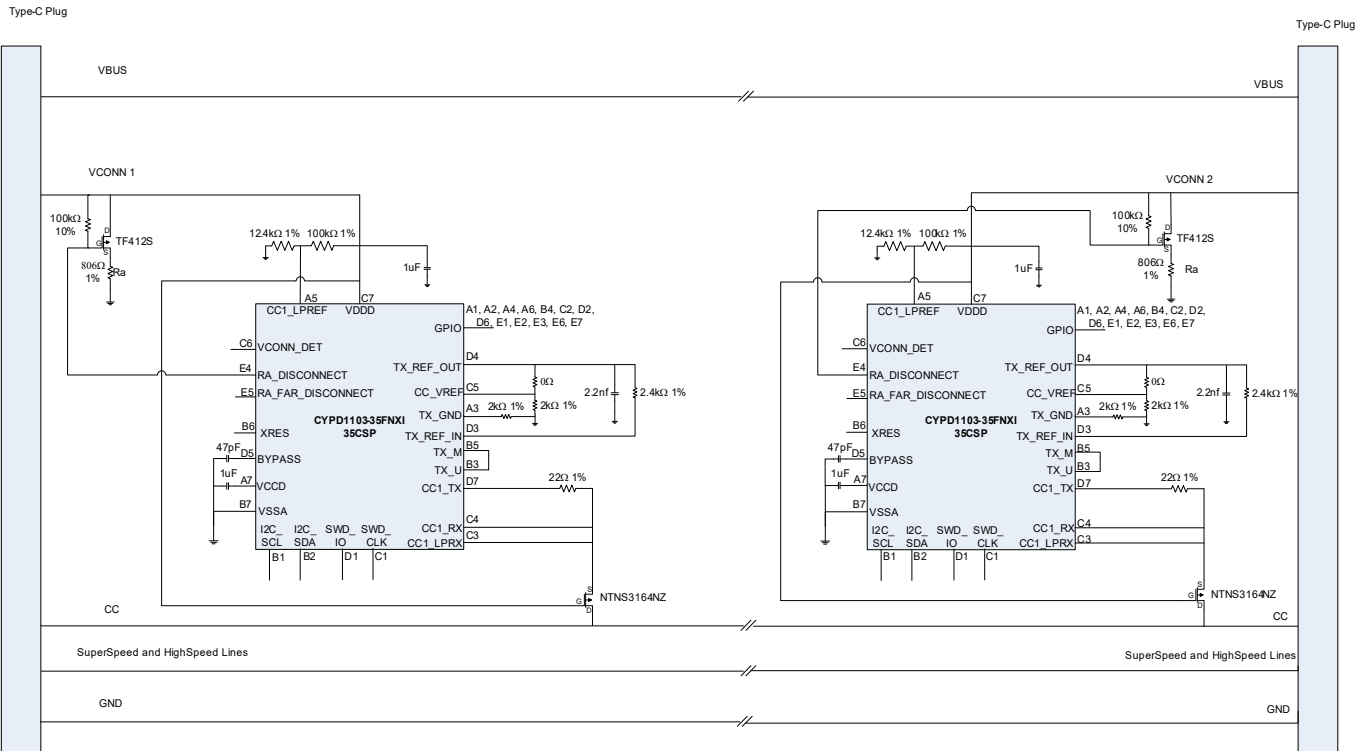 Type-C Plug
Type-C Plug
VBUS
VBUS
VCONN 1
VCONN 2
100kΩ
10%
D
G
S
TF412S
806Ω
1%
Ra
12.4kΩ 1%
100kΩ 1%
1uF
A5
C7
CC1_LPREF
VDDD
A1, A2, A4, A6, B4, C2, D2,
D6, E1, E2, E3, E6, E7
GPIO
C6
VCONN_DET
E4
RA_DISCONNECT
E5
RA_FAR_DISCONNECT
CYPD1103-35FNXI
35CSP
B6
XRES
47pF
D5
BYPASS
1uF
A7
VCCD
B7
VSSA
I2C_
SCL
I2C_
SDA
SWD_
IO
SWD_
CLK
B1
B2
D1
C1
TX_REF_OUT
D4
CC_VREF
C5
TX_GND
A3
TX_REF_IN
D3
TX_M
B5
TX_U
B3
CC1_TX
D7
CC1_RX
C4
CC1_LPRX
C3
0Ω
2kΩ 1%
2kΩ 1%
2.2nf
2.4kΩ 1%
22Ω 1%
S
G
D
NTNS3164NZ
100kΩ
10%
D
G
S
TF412S
806Ω
1%
Ra
12.4kΩ 1%
100kΩ 1%
1uF
A5
C7
CC1_LPREF
VDDD
A1, A2, A4, A6, B4, C2, D2,
D6, E1, E2, E3, E6, E7
GPIO
C6
VCONN_DET
E4
RA_DISCONNECT
E5
RA_FAR_DISCONNECT
CYPD1103-35FNXI
35CSP
B6
XRES
47pF
D5
BYPASS
1uF
A7
VCCD
B7
VSSA
I2C_
SCL
I2C_
SDA
SWD_
IO
SWD_
CLK
B1
B2
D1
C1
TX_REF_OUT
D4
CC_VREF
C5
TX_GND
A3
TX_REF_IN
D3
TX_M
B5
TX_U
B3
CC1_TX
D7
CC1_RX
C4
CC1_LPRX
C3
0Ω
2kΩ 1%
2kΩ 1%
2.2nf
2.4kΩ 1%
22Ω 1%
S
G
D
NTNS3164NZ
CC
CC
SuperSpeed and HighSpeed Lines
SuperSpeed and HighSpeed Lines
GND
GND